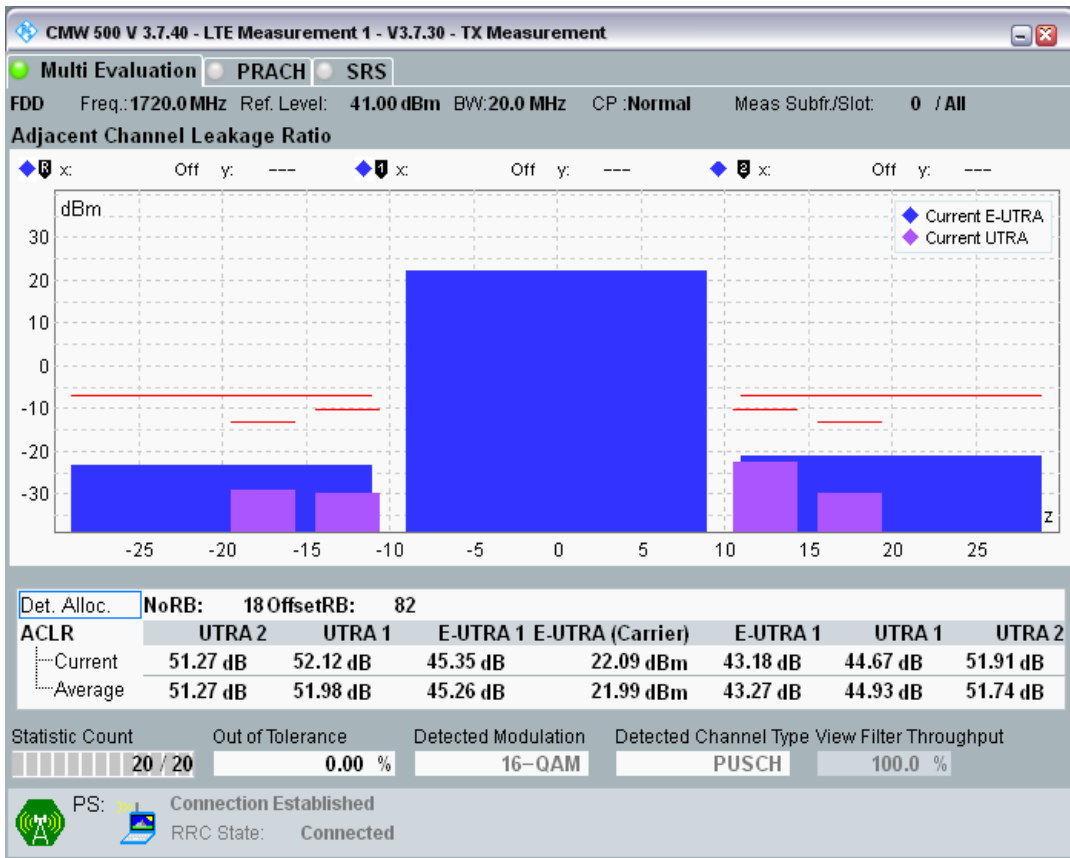 CMW 500 V 3.7.40 - LTE Measurement 1 - V3.7.30 - TX Measurement
Multi Evaluation PRACH SRS
FDD Freq.:1720.0 MHz Ref. Level: 41.00 dBm BW:20.0 MHz CP :Normal Meas Subfr./Slot: 0 / All
Adjacent Channel Leakage Ratio
R x: Off y: --- 1 x: Off y: --- 2 x: Off y: ---
dBm
Current E-UTRA
Current UTRA
30
20
10
0
-10
-20
-30
z
-25 -20 -15 -10 -5 0 5 10 15 20 25
Det. Alloc. NoRB: 18 OffsetRB: 82
ACLR UTRA 2 UTRA 1 E-UTRA 1 E-UTRA (Carrier) E-UTRA 1 UTRA 1 UTRA 2
Current 51.27 dB 52.12 dB 45.35 dB 22.09 dBm 43.18 dB 44.67 dB 51.91 dB
Average 51.27 dB 51.98 dB 45.26 dB 21.99 dBm 43.27 dB 44.93 dB 51.74 dB
Statistic Count Out of Tolerance Detected Modulation Detected Channel Type View Filter Throughput
20 / 20 0.00 % 16-QAM PUSCH 100.0 %
PS: Connection Established
RRC State: Connected